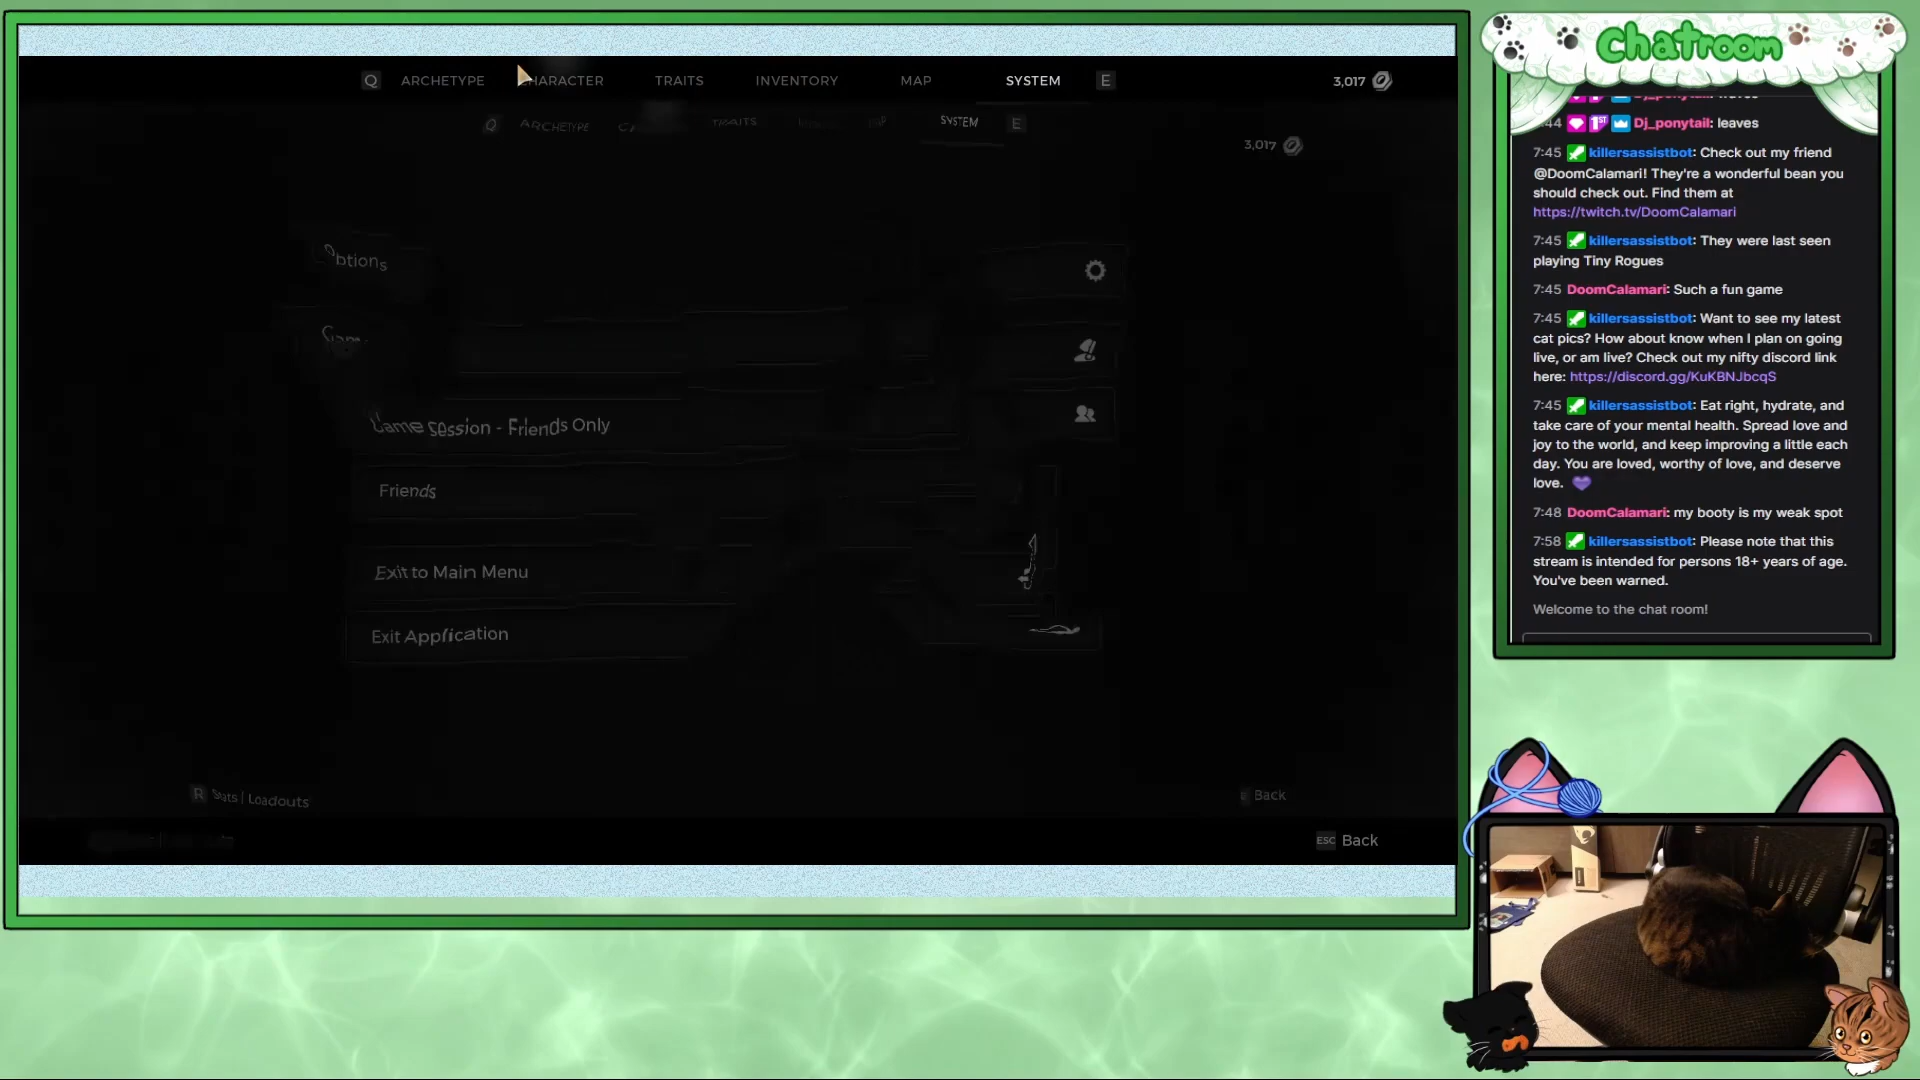 Q ARCHETYPE CHARACTER TRAITS INVENTORY MAP SYSTEM E 3,017
Q ARCHETYPE TRAITS SYSTEM E
3,017
Options
Game
Game Session - Friends Only
Friends
Exit to Main Menu
Exit Application
R Stats | Loadouts
Back
ESC Back
Chatroom
Dj_ponytail: leaves
7:45 killersassistbot: Check out my friend
@DoomCalamari! They're a wonderful bean you
should check out. Find them at
https://twitch.tv/DoomCalamari
7:45 killersassistbot: They were last seen
playing Tiny Rogues
7:45 DoomCalamari: Such a fun game
7:45 killersassistbot: Want to see my latest
cat pics? How about know when I plan on going
live, or am live? Check out my nifty discord link
here: https://discord.gg/KuKBNJbcqS
7:45 killersassistbot: Eat right, hydrate, and
take care of your mental health. Spread love and
joy to the world, and keep improving a little each
day. You are loved, worthy of love, and deserve
love.
7:48 DoomCalamari: my booty is my weak spot
7:58 killersassistbot: Please note that this
stream is intended for persons 18+ years of age.
You've been warned.
Welcome to the chat room!